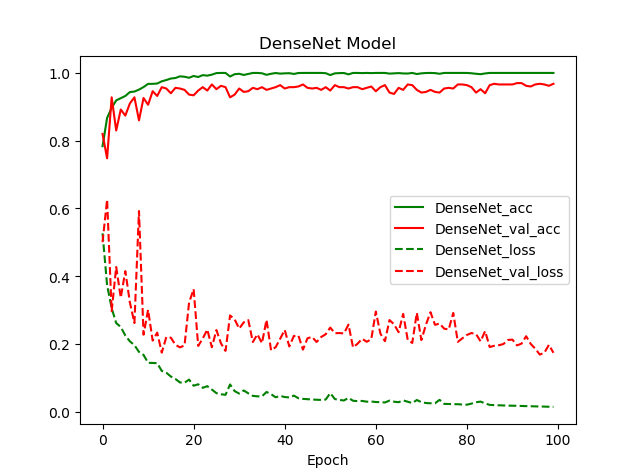 DenseNet Model
1.0
0.8
0.6
0.4
0.2
0.0
DenseNet_acc
DenseNet_val_acc
DenseNet_loss
DenseNet_val_loss
0 20 40 60 80 100
Epoch